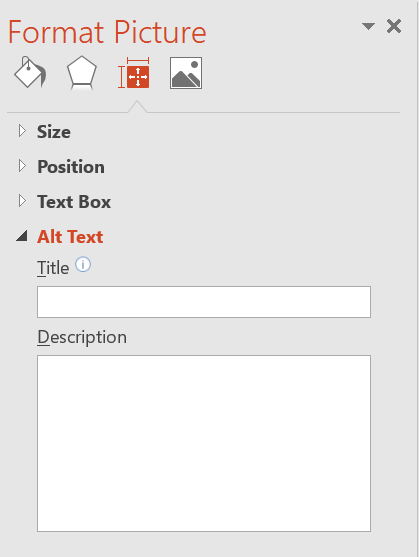 Format Picture
Size
Position
Text Box
Alt Text
Title
Description